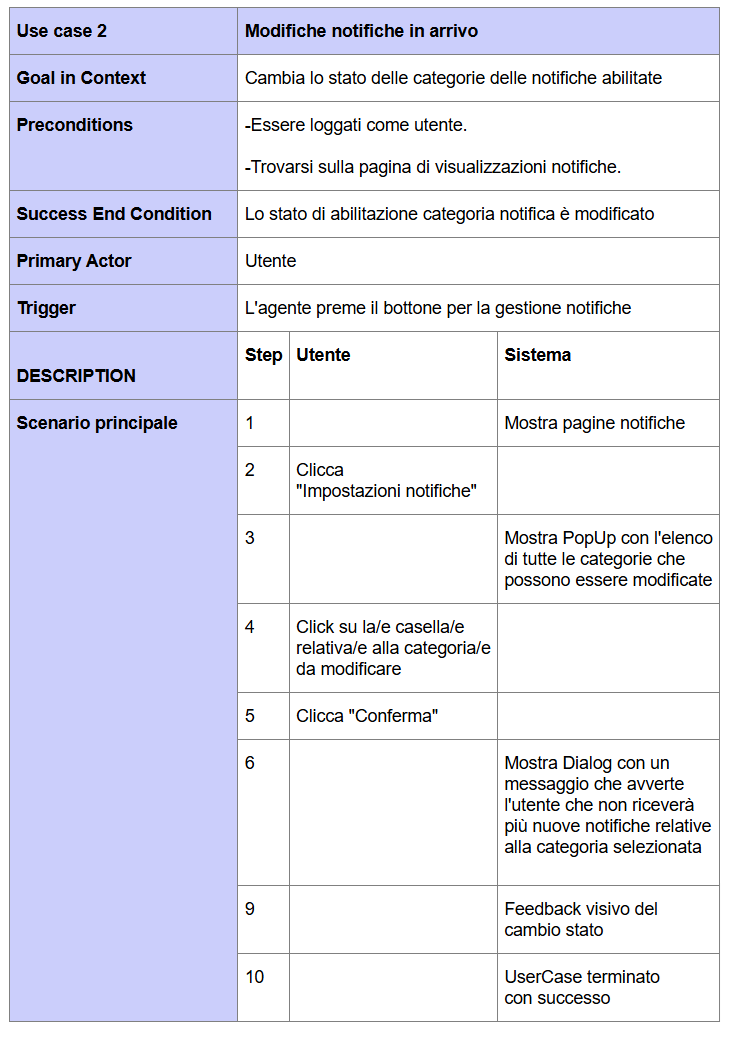 Use case 2
Modifiche notifiche in arrivo
Goal in Context
Cambia lo stato delle categorie delle notifiche abilitate
Preconditions
-Essere loggati come utente.
-Trovarsi sulla pagina di visualizzazioni notifiche.
Success End Condition
Lo stato di abilitazione categoria notifica è modificato
Primary Actor
Utente
Trigger
L'agente preme il bottone per la gestione notifiche
DESCRIPTION
Step
Utente
Sistema
Scenario principale
1
Mostra pagine notifiche
2
Clicca
"Impostazioni notifiche"
3
Mostra PopUp con l'elenco
di tutte le categorie che
possono essere modificate
4
Click su la/e casella/e
relativa/e alla categoria/e
da modificare
5
Clicca "Conferma"
6
Mostra Dialog con un
messaggio che avverte
l'utente che non riceverà
più nuove notifiche relative
alla categoria selezionata
9
Feedback visivo del
cambio stato
10
UserCase terminato
con successo